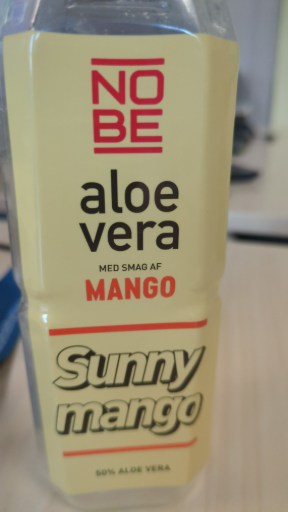 NO
BE
aloe
vera
MED SMAG AF
MANGO
Sunny
mango
50% ALOE VERA